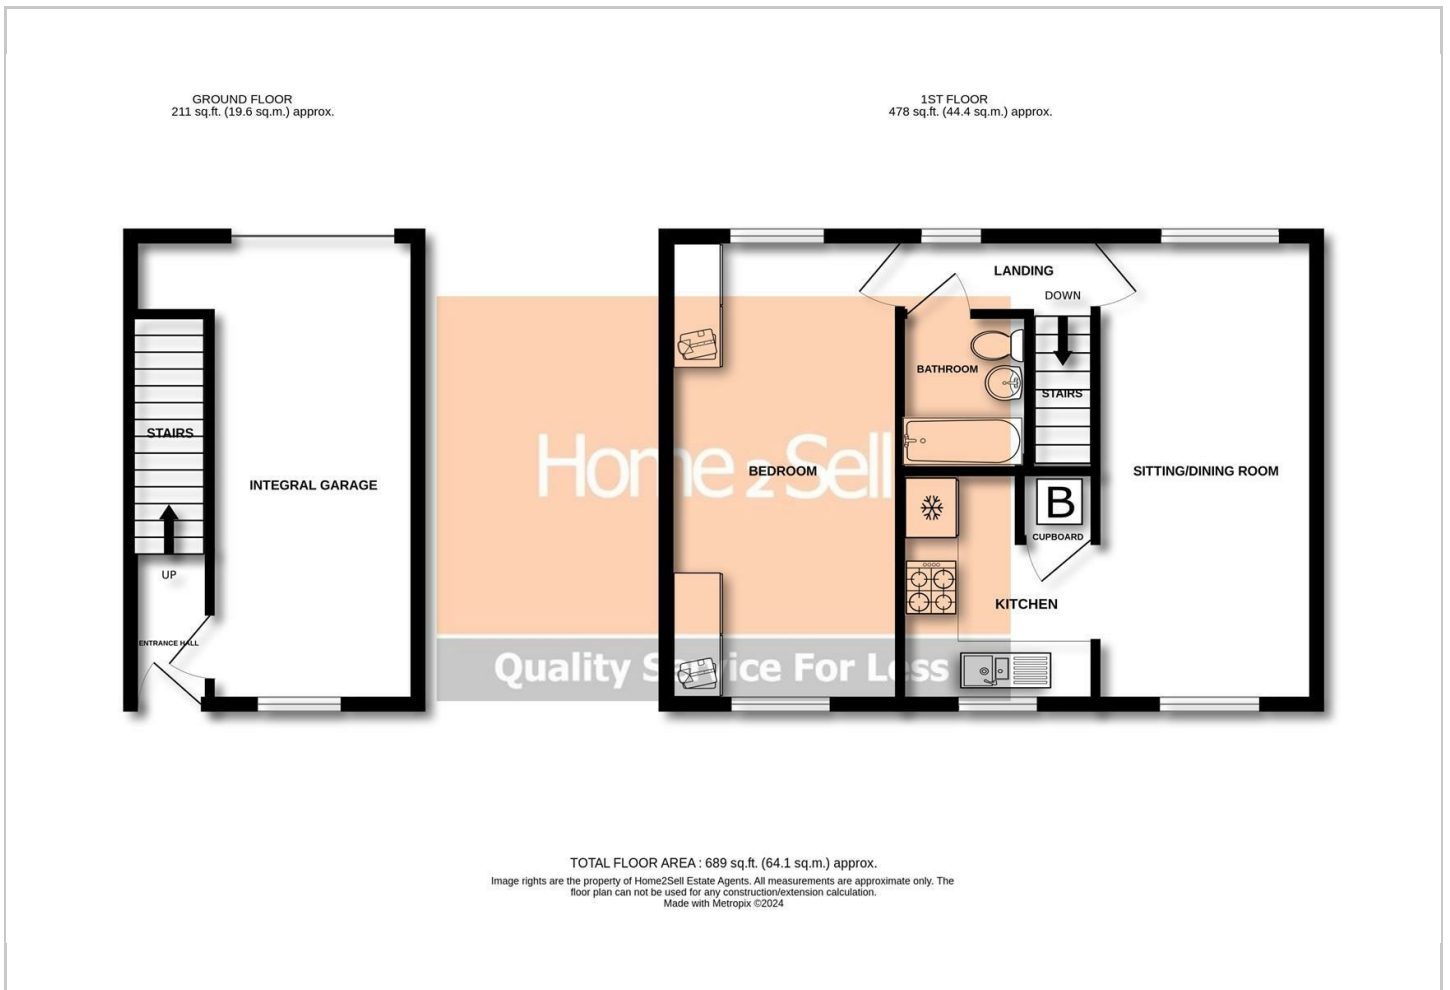 GROUND FLOOR
211 sq.ft. (19.6 sq.m.) approx.
1ST FLOOR
478 sq.ft. (44.4 sq.m.) approx.
STAIRS
INTEGRAL GARAGE
UP
ENTRANCE HALL
LANDING
DOWN
BATHROOM
STAIRS
BEDROOM
SITTING/DINING ROOM
B
CUPBOARD
KITCHEN
Home2Sell
Quality Service For Less
TOTAL FLOOR AREA : 689 sq.ft. (64.1 sq.m.) approx.
Image rights are the property of Home2Sell Estate Agents. All measurements are approximate only. The
floor plan can not be used for any construction/extension calculation.
Made with Metropix ©2024